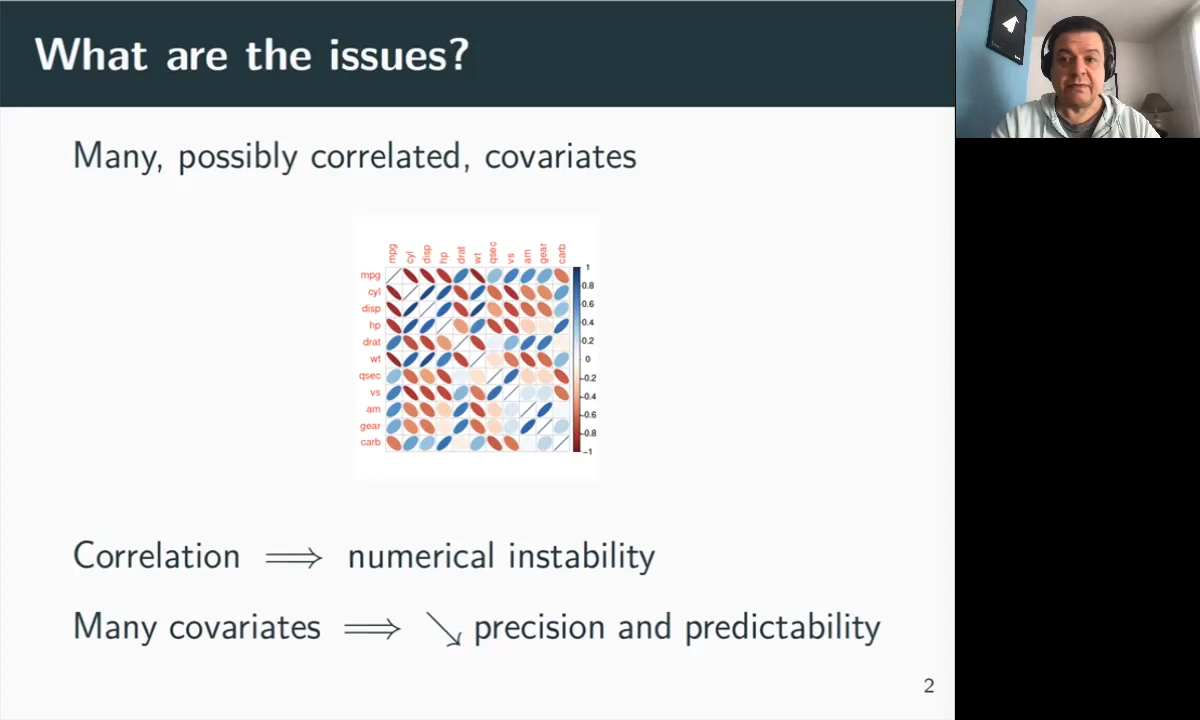 What are the issues?
Many, possibly correlated, covariates
mpg cyl disp hp drat wt qsec vs am gear carb
mpg
cyl
disp
hp
drat
wt
qsec
vs
am
gear
carb
1
0.8
0.6
0.4
0.2
0
-0.2
-0.4
-0.6
-0.8
-1
Correlation ⟹ numerical instability
Many covariates ⟹ ↘ precision and predictability
2